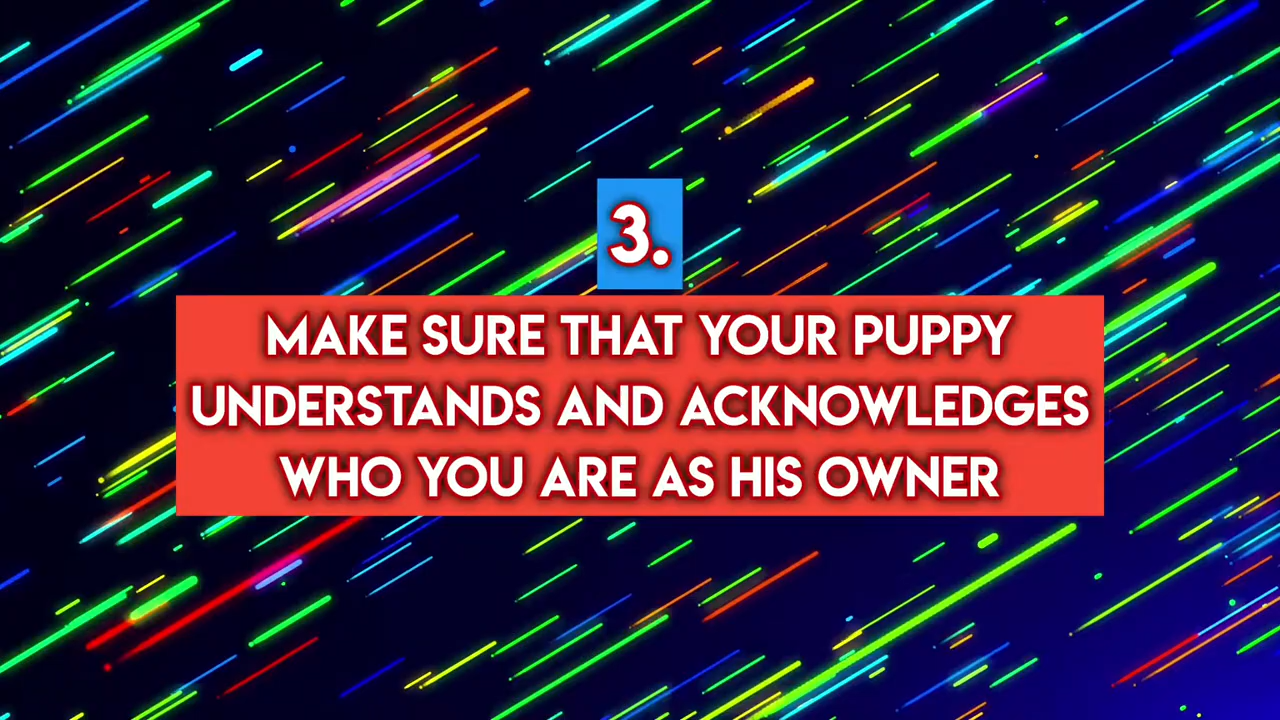 3.
MAKE SURE THAT YOUR PUPPY
UNDERSTANDS AND ACKNOWLEDGES
WHO YOU ARE AS HIS OWNER